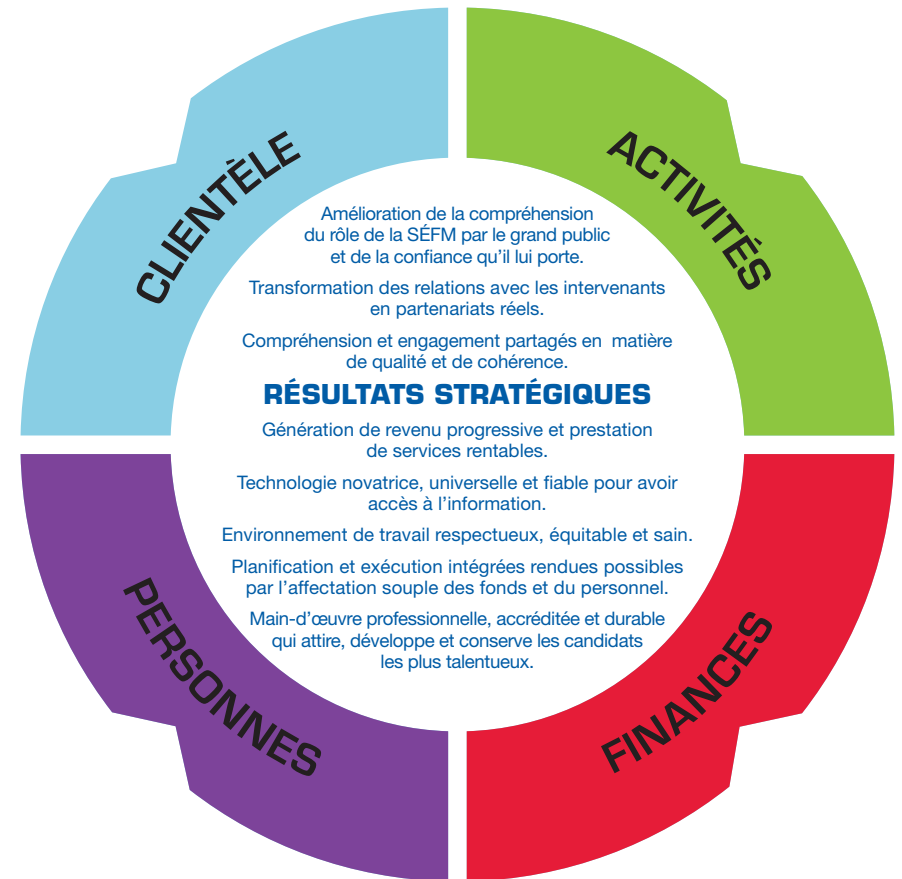 CLIENTÈLE
ACTIVITÉS
Amélioration de la compréhension
du rôle de la SÉFM par le grand public
et de la confiance qu'il lui porte.
Transformation des relations avec les intervenants
en partenariats réels.
Compréhension et engagement partagés en matière
de qualité et de cohérence.
RÉSULTATS STRATÉGIQUES
Génération de revenu progressive et prestation
de services rentables.
Technologie novatrice, universelle et fiable pour avoir
accès à l'information.
Environnement de travail respectueux, équitable et sain.
Planification et exécution intégrées rendues possibles
par l'affectation souple des fonds et du personnel.
Main-d'œuvre professionnelle, accréditée et durable
qui attire, développe et conserve les candidats
les plus talentueux.
PERSONNES
FINANCES